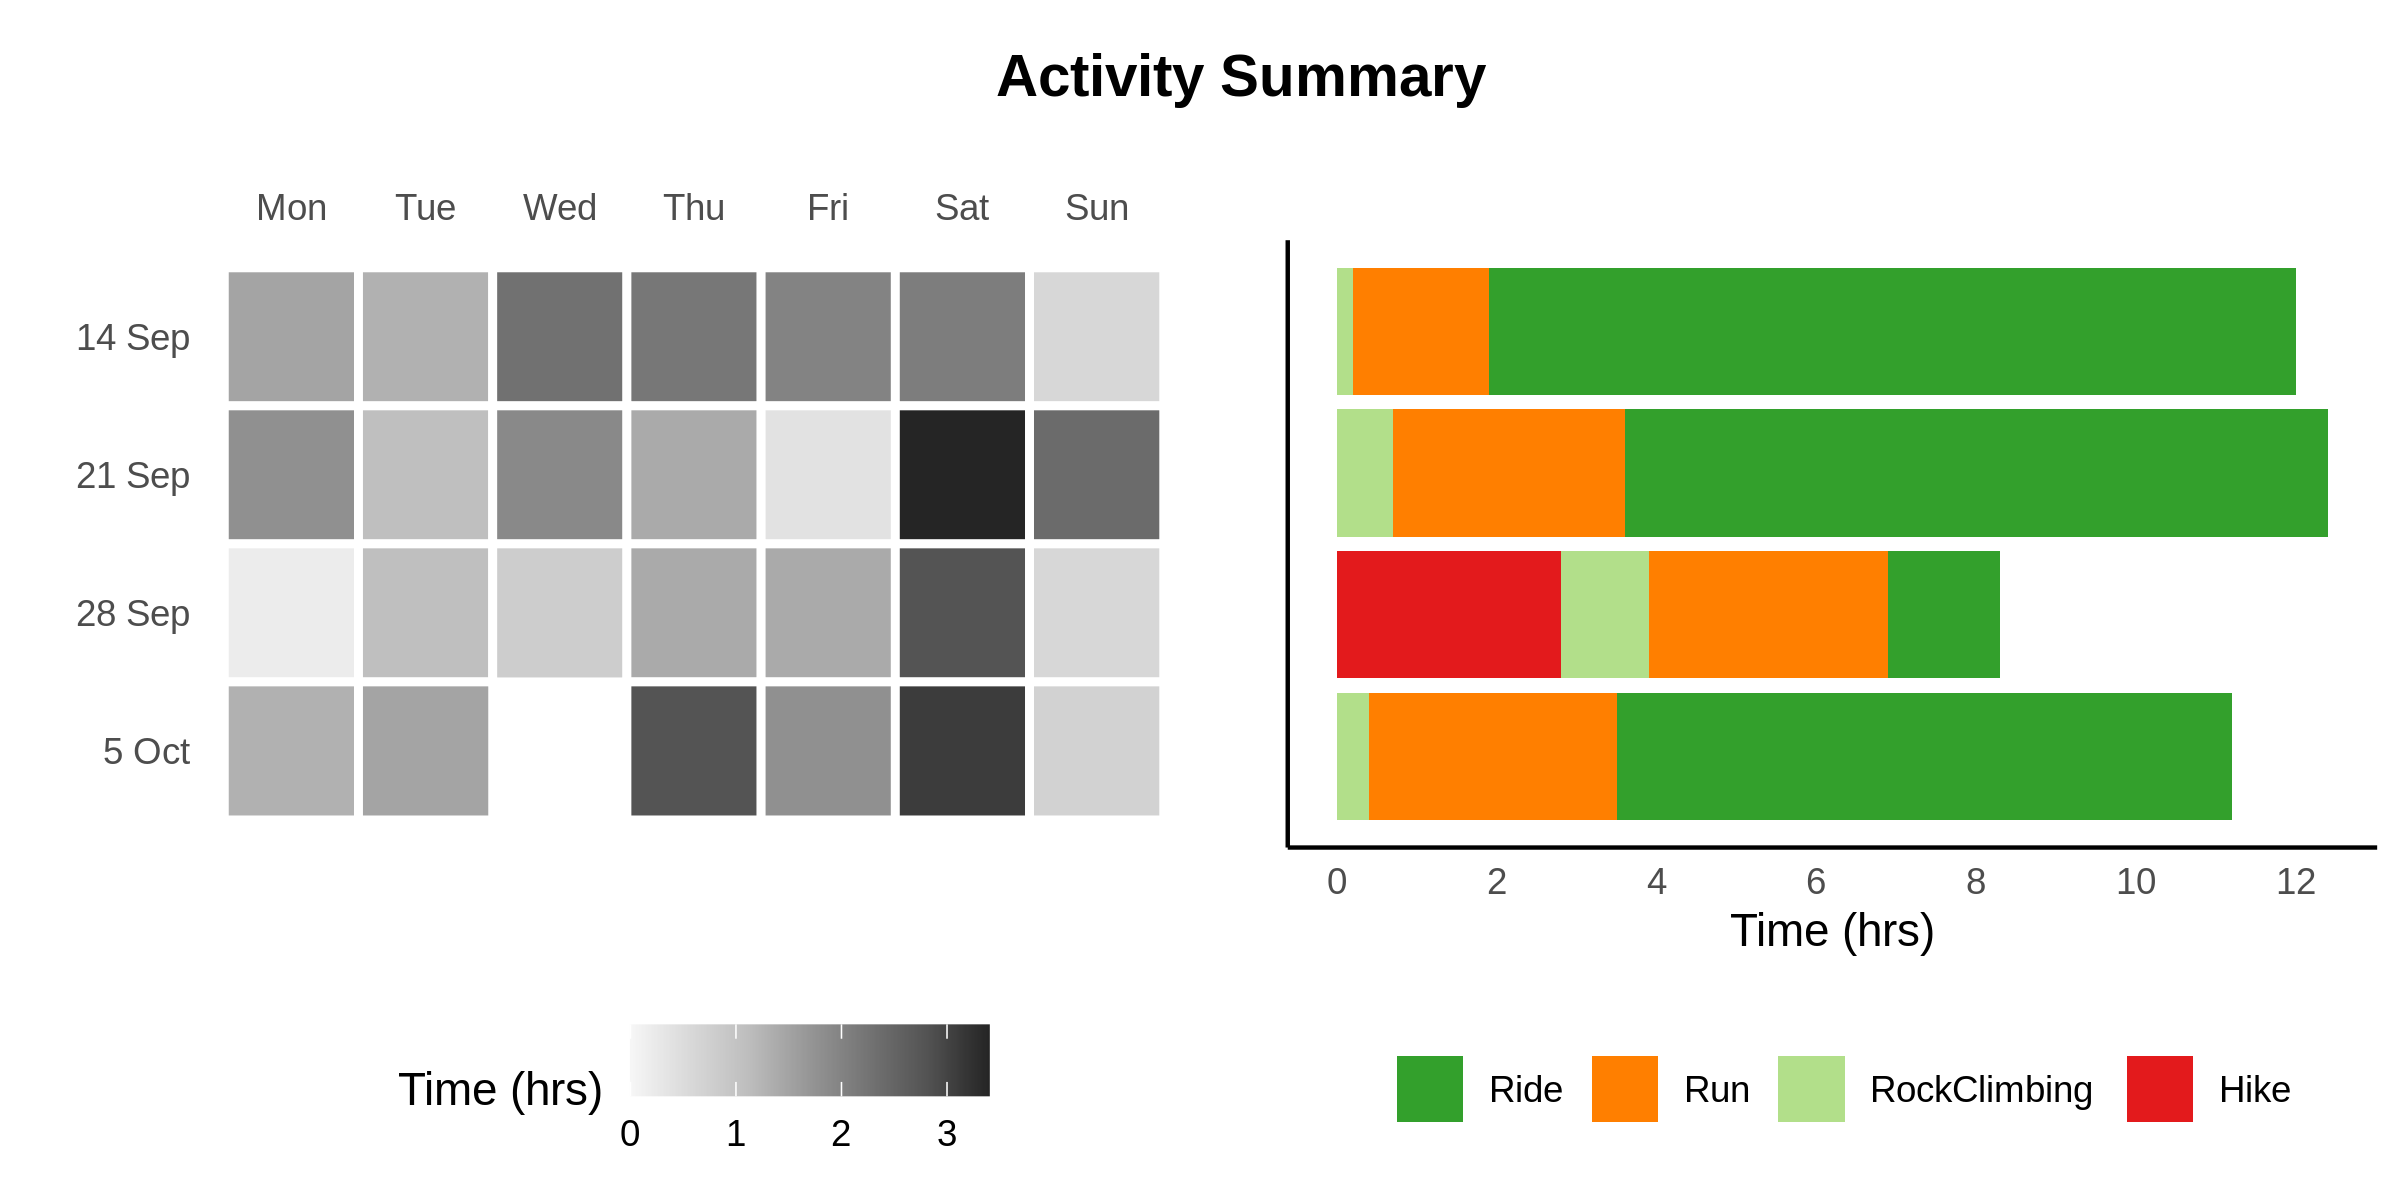 Activity Summary
Mon Tue Wed Thu Fri Sat Sun
14 Sep
21 Sep
28 Sep
5 Oct
0 2 4 6 8 10 12
Time (hrs)
Time (hrs)
0 1 2 3
Ride Run RockClimbing Hike